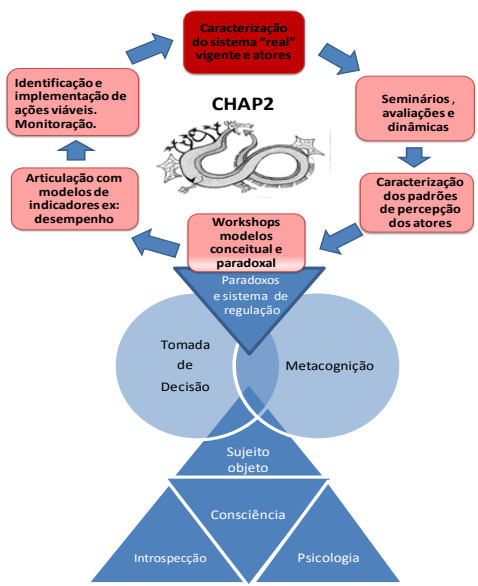 Caracterização
do sistema “real”
vigente e atores
Identificação e
implementação de
ações viáveis.
Monitoração.
CHAP2
Seminários ,
avaliações e
dinâmicas
Articulação com
modelos de
indicadores ex:
desempenho
Caracterização
dos padrões
de percepção
dos atores
Workshops
modelos
conceitual e
paradoxal
Paradoxos
e sistema de
regulação
Tomada
de
Decisão
Metacognição
Sujeito
objeto
Consciência
Introspecção
Psicologia